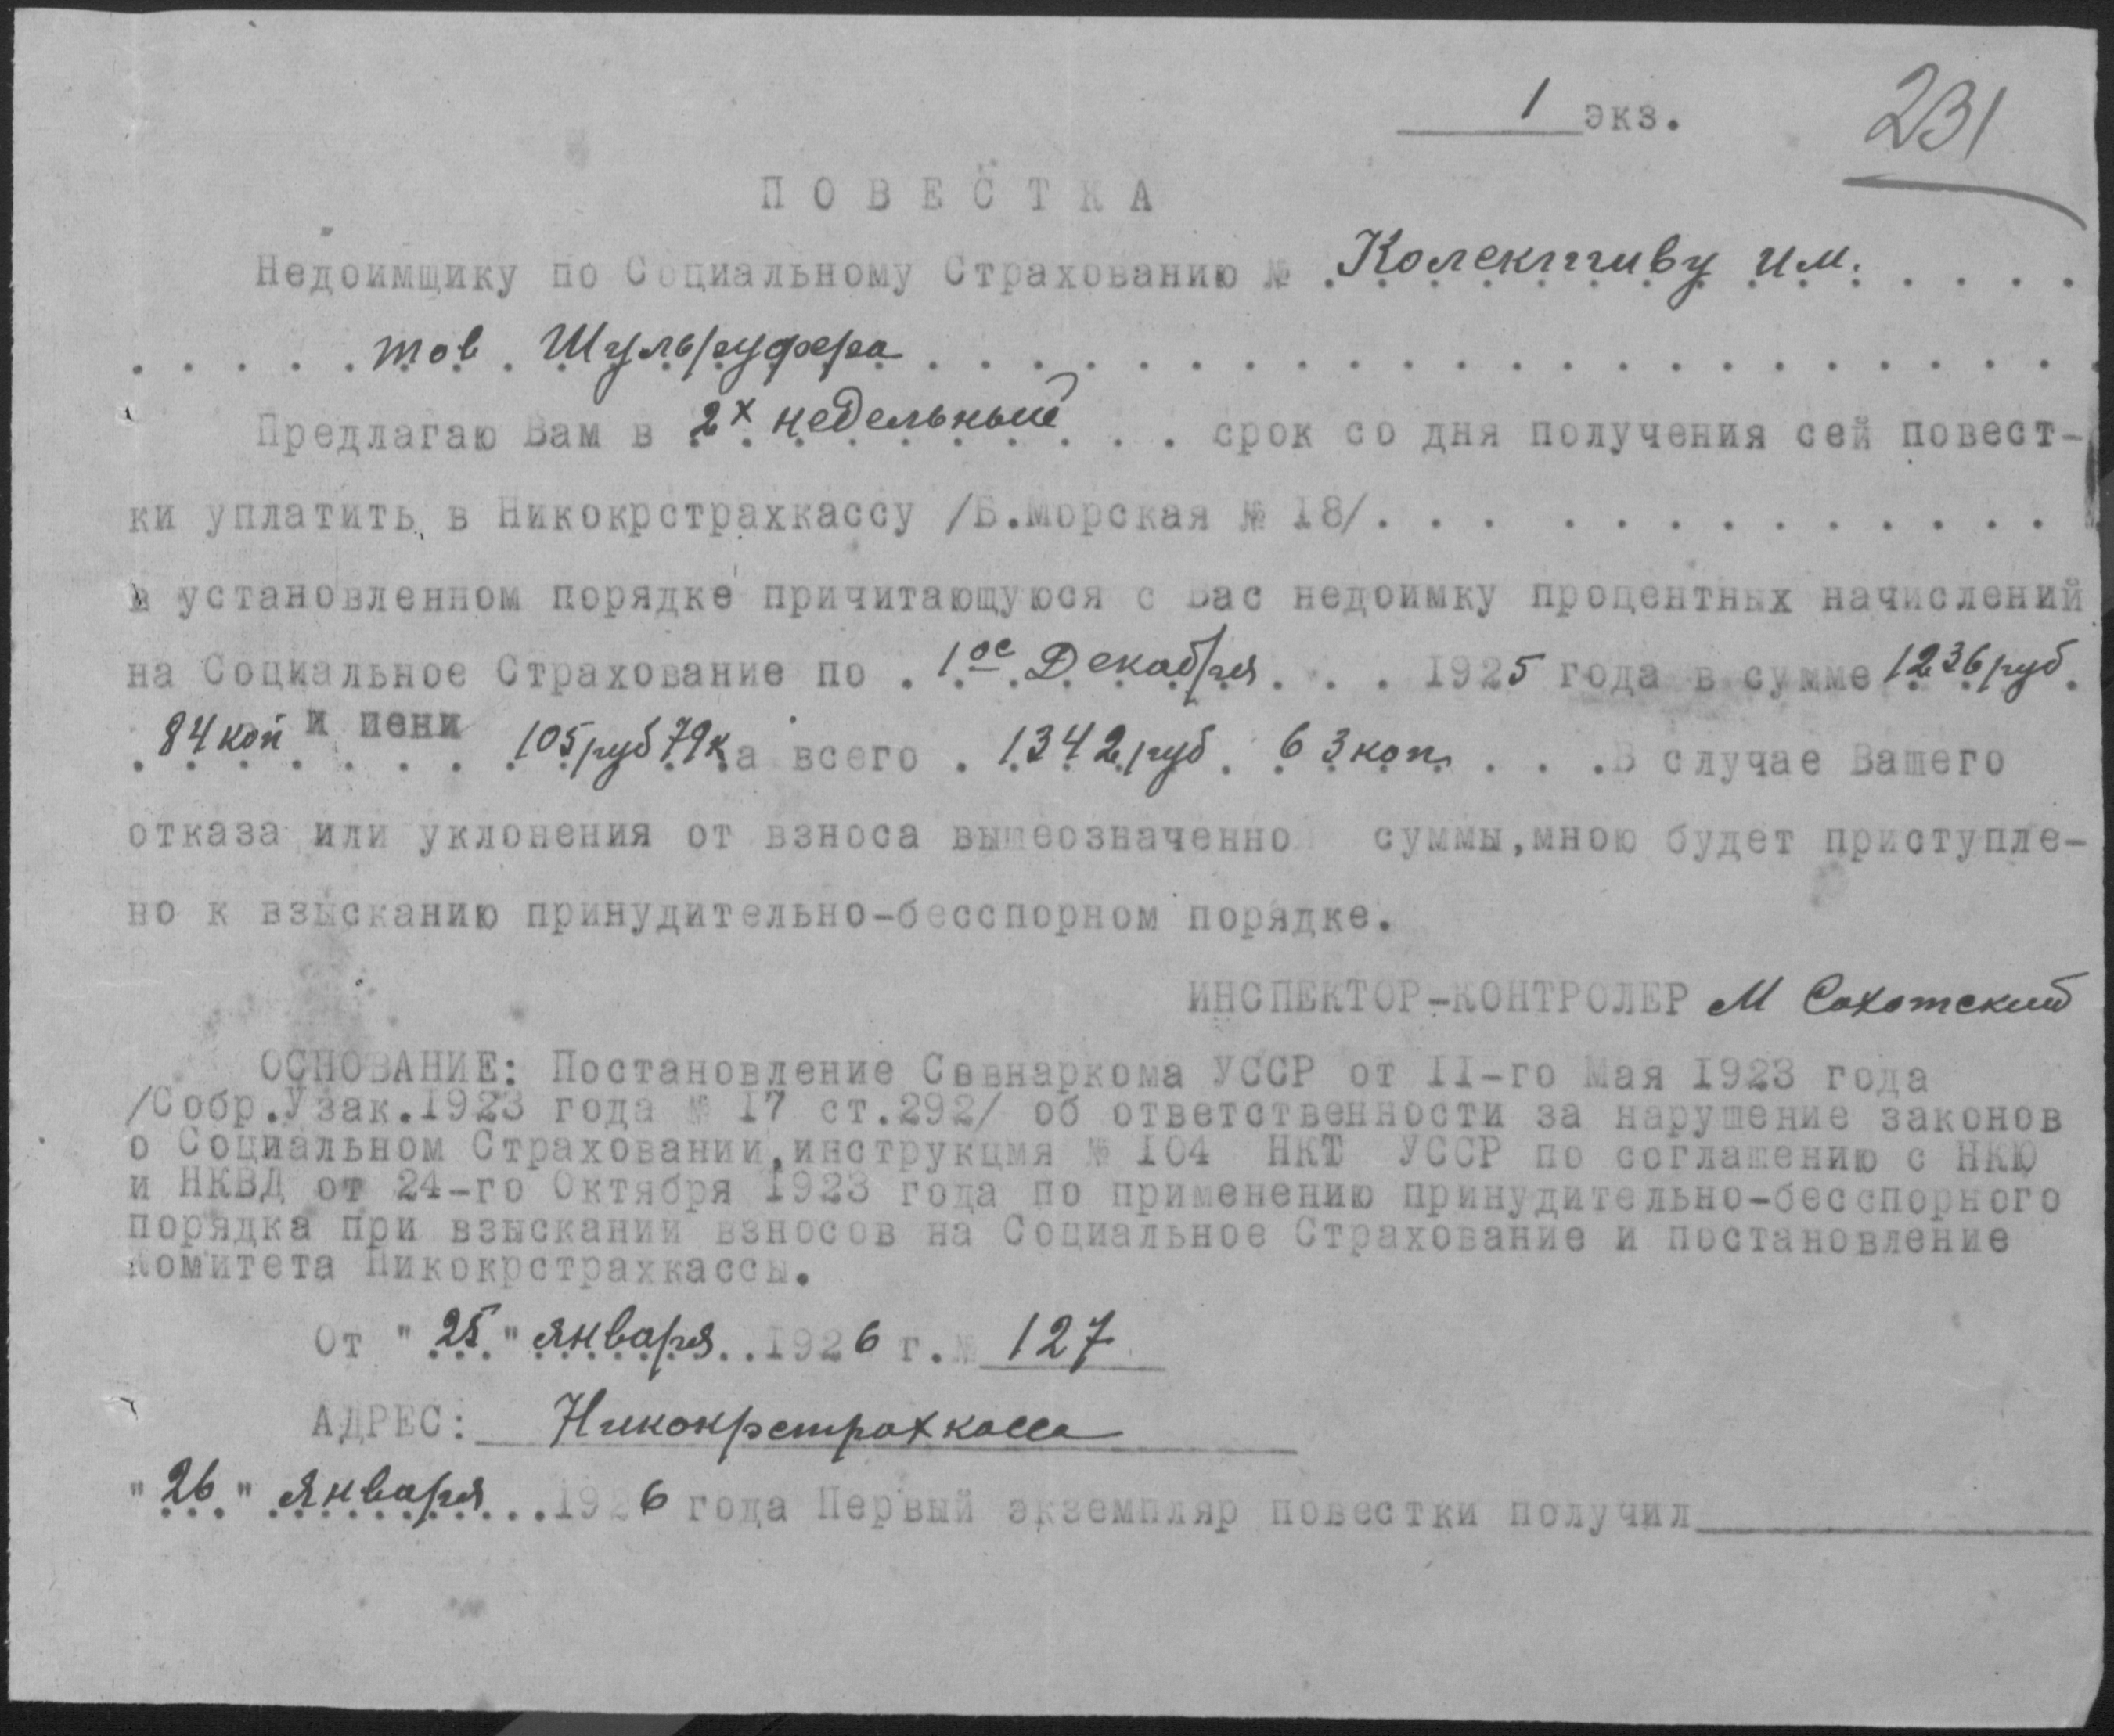 1 экз.
231
ПОВЕСТКА
Недоимщику по Социальному Страхованию № Колективу им.
тов. Шульруфера
Предлагаю Вам в 2х недельный срок со дня получения сей повест-
ки уплатить в Никокрстрахкассу /Б.Морская № 18/
в установленном порядке причитающуюся с Вас недоимку процентных начислений
на Социальное Страхование по 1ое Декабря 1925 года в сумме 1236 руб.
84 коп и пени 105 руб 79 к а всего 1342 руб. 63 коп. В случае Вашего
отказа или уклонения от взноса вышеозначенно суммы, мною будет приступле-
но к взысканию принудительно-бесспорном порядке.
ИНСПЕКТОР-КОНТРОЛЕР М Сохотский
ОСНОВАНИЕ: Постановление Совнаркома УССР от II-го Мая 1923 года
/Собр.Узак.1923 года № 17 ст.292/ об ответственности за нарушение законов
о Социальном Страховании, инструкцмя № 104 НКТ УССР по соглашению с НКЮ
и НКВД от 24-го Октября 1923 года по применению принудительно-бесспорного
порядка при взыскании взносов на Социальное Страхование и постановление
Комитета Никокрстрахкассы.
От "25" января 1926 г. № 127
АДРЕС: Никокрстрахкасса
"26" января 1926 года Первый экземпляр повестки получил